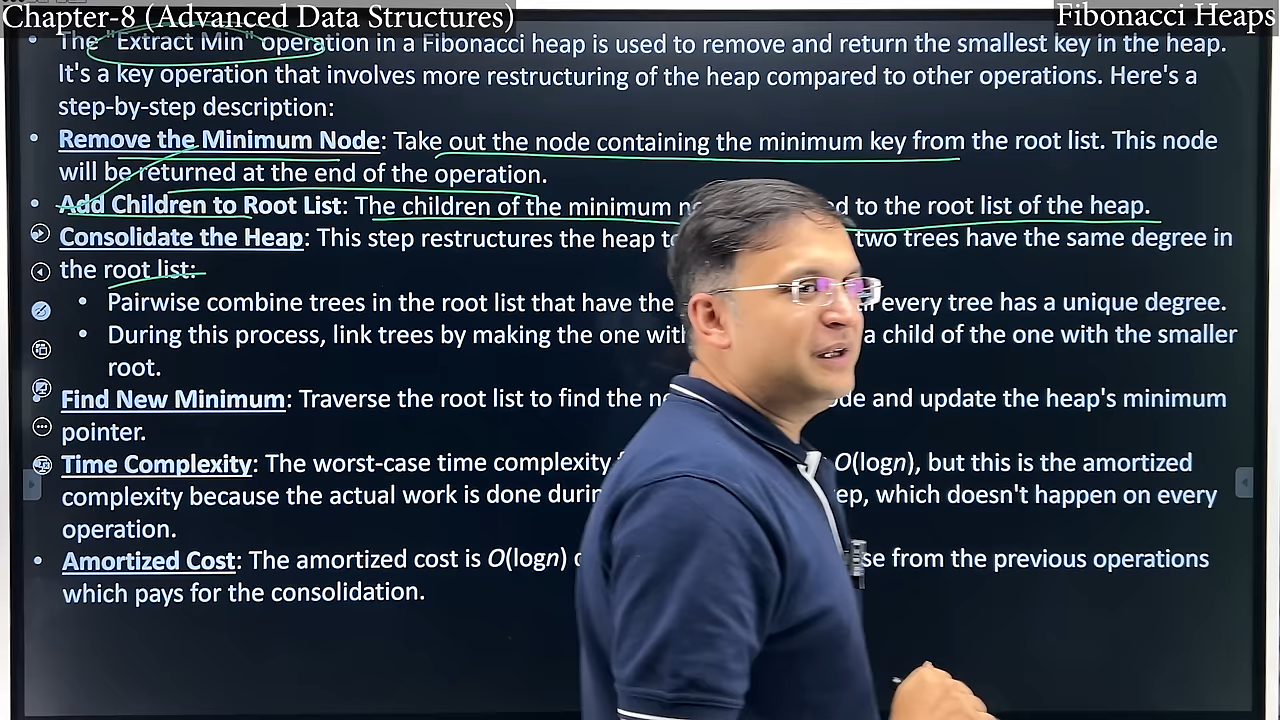 Chapter-8 (Advanced Data Structures)
Fibonacci Heaps
• The "Extract Min" operation in a Fibonacci heap is used to remove and return the smallest key in the heap.
It's a key operation that involves more restructuring of the heap compared to other operations. Here's a
step-by-step description:
• Remove the Minimum Node: Take out the node containing the minimum key from the root list. This node
will be returned at the end of the operation.
• Add Children to Root List: The children of the minimum to the root list of the heap.
Consolidate the Heap: This step restructures the heap two trees have the same degree in
the root list:
• Pairwise combine trees in the root list that have the every tree has a unique degree.
• During this process, link trees by making the one a child of the one with the smaller
root.
Find New Minimum: Traverse the root list to find the and update the heap's minimum
pointer.
Time Complexity: The worst-case time complexity O(logn), but this is the amortized
complexity because the actual work is done which doesn't happen on every
operation.
• Amortized Cost: The amortized cost is O(logn) from the previous operations
which pays for the consolidation.